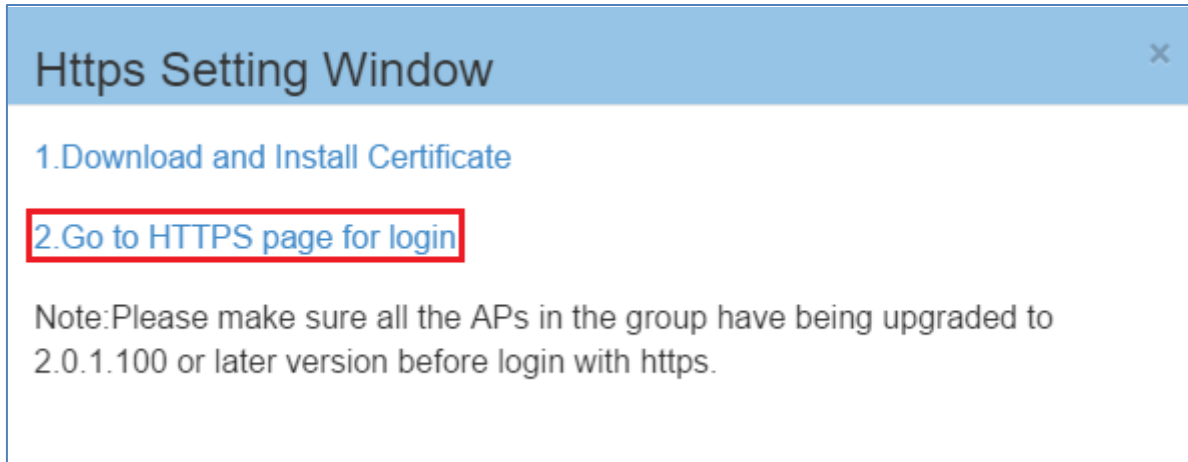 Https Setting Window
×
1.Download and Install Certificate
2.Go to HTTPS page for login
Note:Please make sure all the APs in the group have being upgraded to
2.0.1.100 or later version before login with https.